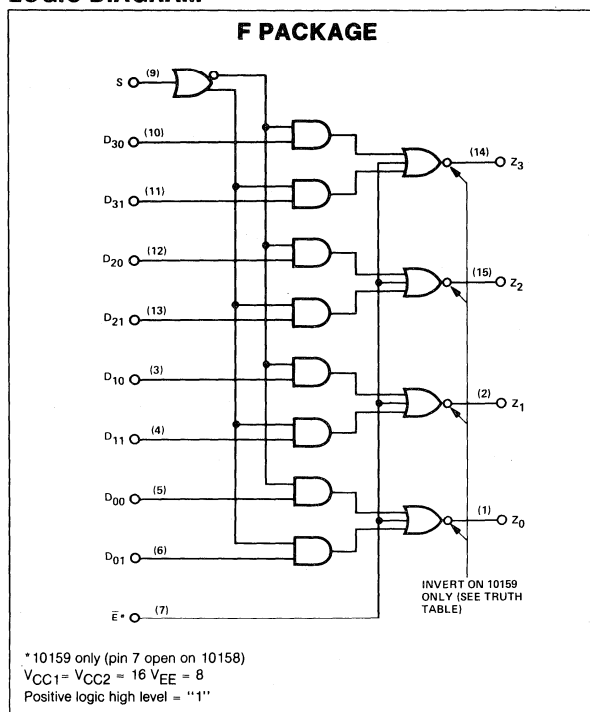 F PACKAGE
S (9)
D30 (10)
D31 (11)
D20 (12)
D21 (13)
D10 (3)
D11 (4)
D00 (5)
D01 (6)
E̅* (7)
(14) Z3
(15) Z2
(2) Z1
(1) Z0
INVERT ON 10159
ONLY (SEE TRUTH
TABLE)
*10159 only (pin 7 open on 10158)
VCC1= VCC2 = 16 VEE = 8
Positive logic high level = "1"